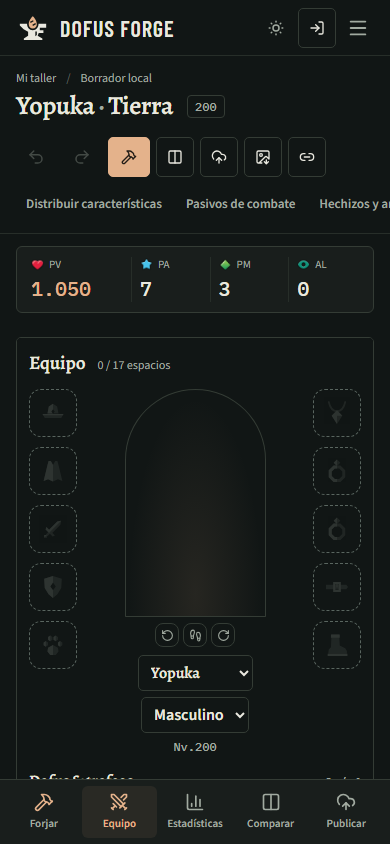 DOFUS FORGE
Mi taller / Borrador local
Yopuka · Tierra 200
Distribuir características Pasivos de combate Hechizos y
PV PA PM AL
1.050 7 3 0
Equipo 0 / 17 espacios
Yopuka
Masculino
Nv.200
Forjar Equipo Estadísticas Comparar Publicar